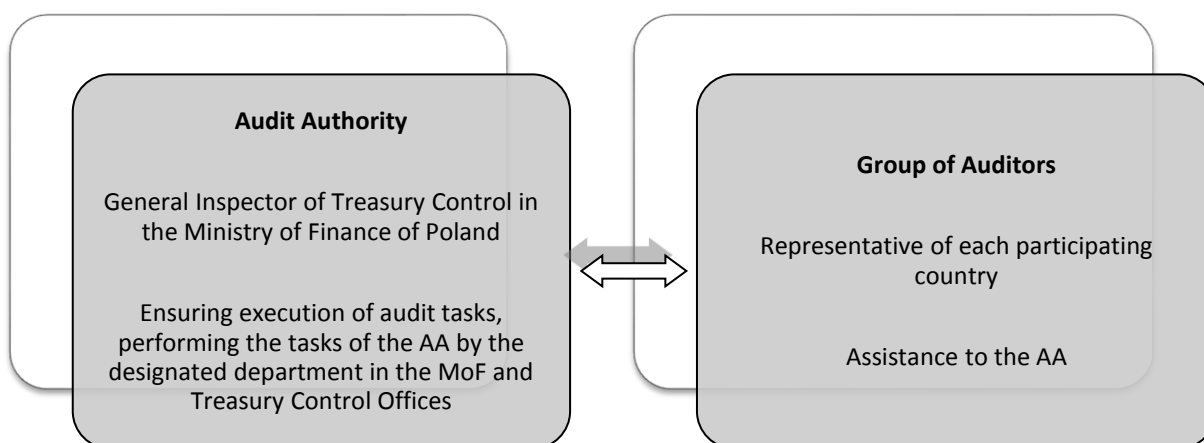 Audit Authority
General Inspector of Treasury Control in
the Ministry of Finance of Poland
Ensuring execution of audit tasks,
performing the tasks of the AA by the
designated department in the MoF and
Treasury Control Offices
Group of Auditors
Representative of each participating
country
Assistance to the AA